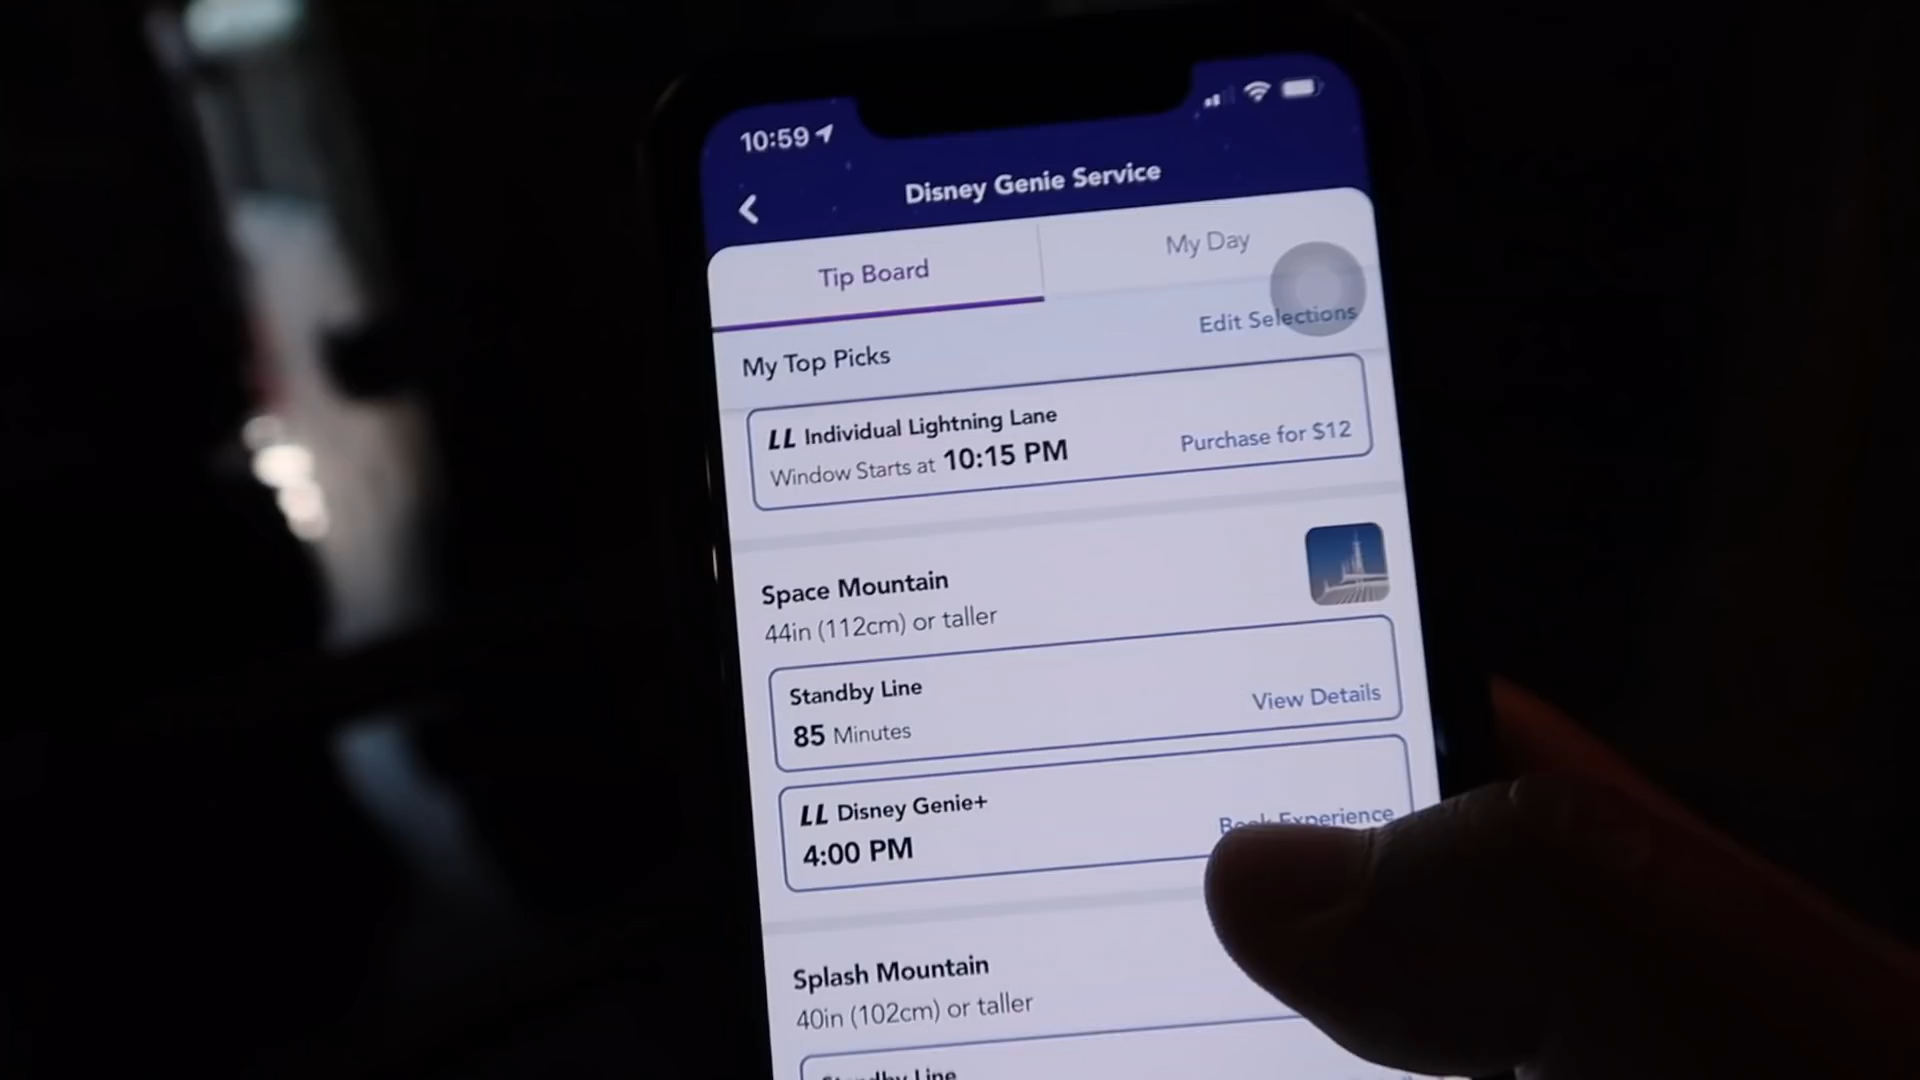 10:59
Disney Genie Service
Tip Board
My Day
My Top Picks
Edit Selections
LL Individual Lightning Lane
Window Starts at 10:15 PM
Purchase for $12
Space Mountain
44in (112cm) or taller
Standby Line
85 Minutes
View Details
LL Disney Genie+
4:00 PM
Book Experience
Splash Mountain
40in (102cm) or taller
Standby Line